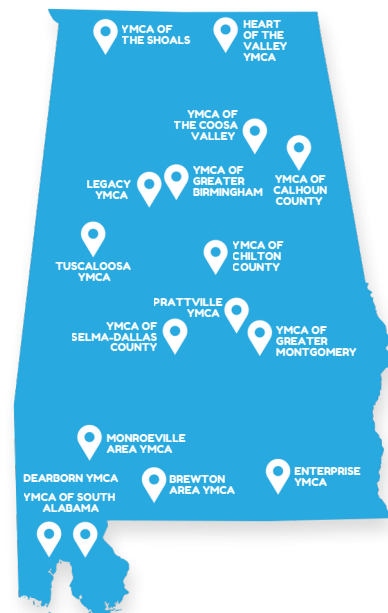 YMCA OF
THE SHOALS
HEART
OF THE
VALLEY
YMCA
YMCA OF
THE COOSA
VALLEY
YMCA OF
CALHOUN
COUNTY
LEGACY
YMCA
YMCA OF
GREATER
BIRMINGHAM
TUSCALOOSA
YMCA
YMCA OF
CHILTON
COUNTY
PRATTVILLE
YMCA
YMCA OF
SELMA-DALLAS
COUNTY
YMCA OF
GREATER
MONTGOMERY
MONROEVILLE
AREA YMCA
DEARBORN YMCA
BREWTON
AREA YMCA
ENTERPRISE
YMCA
YMCA OF SOUTH
ALABAMA